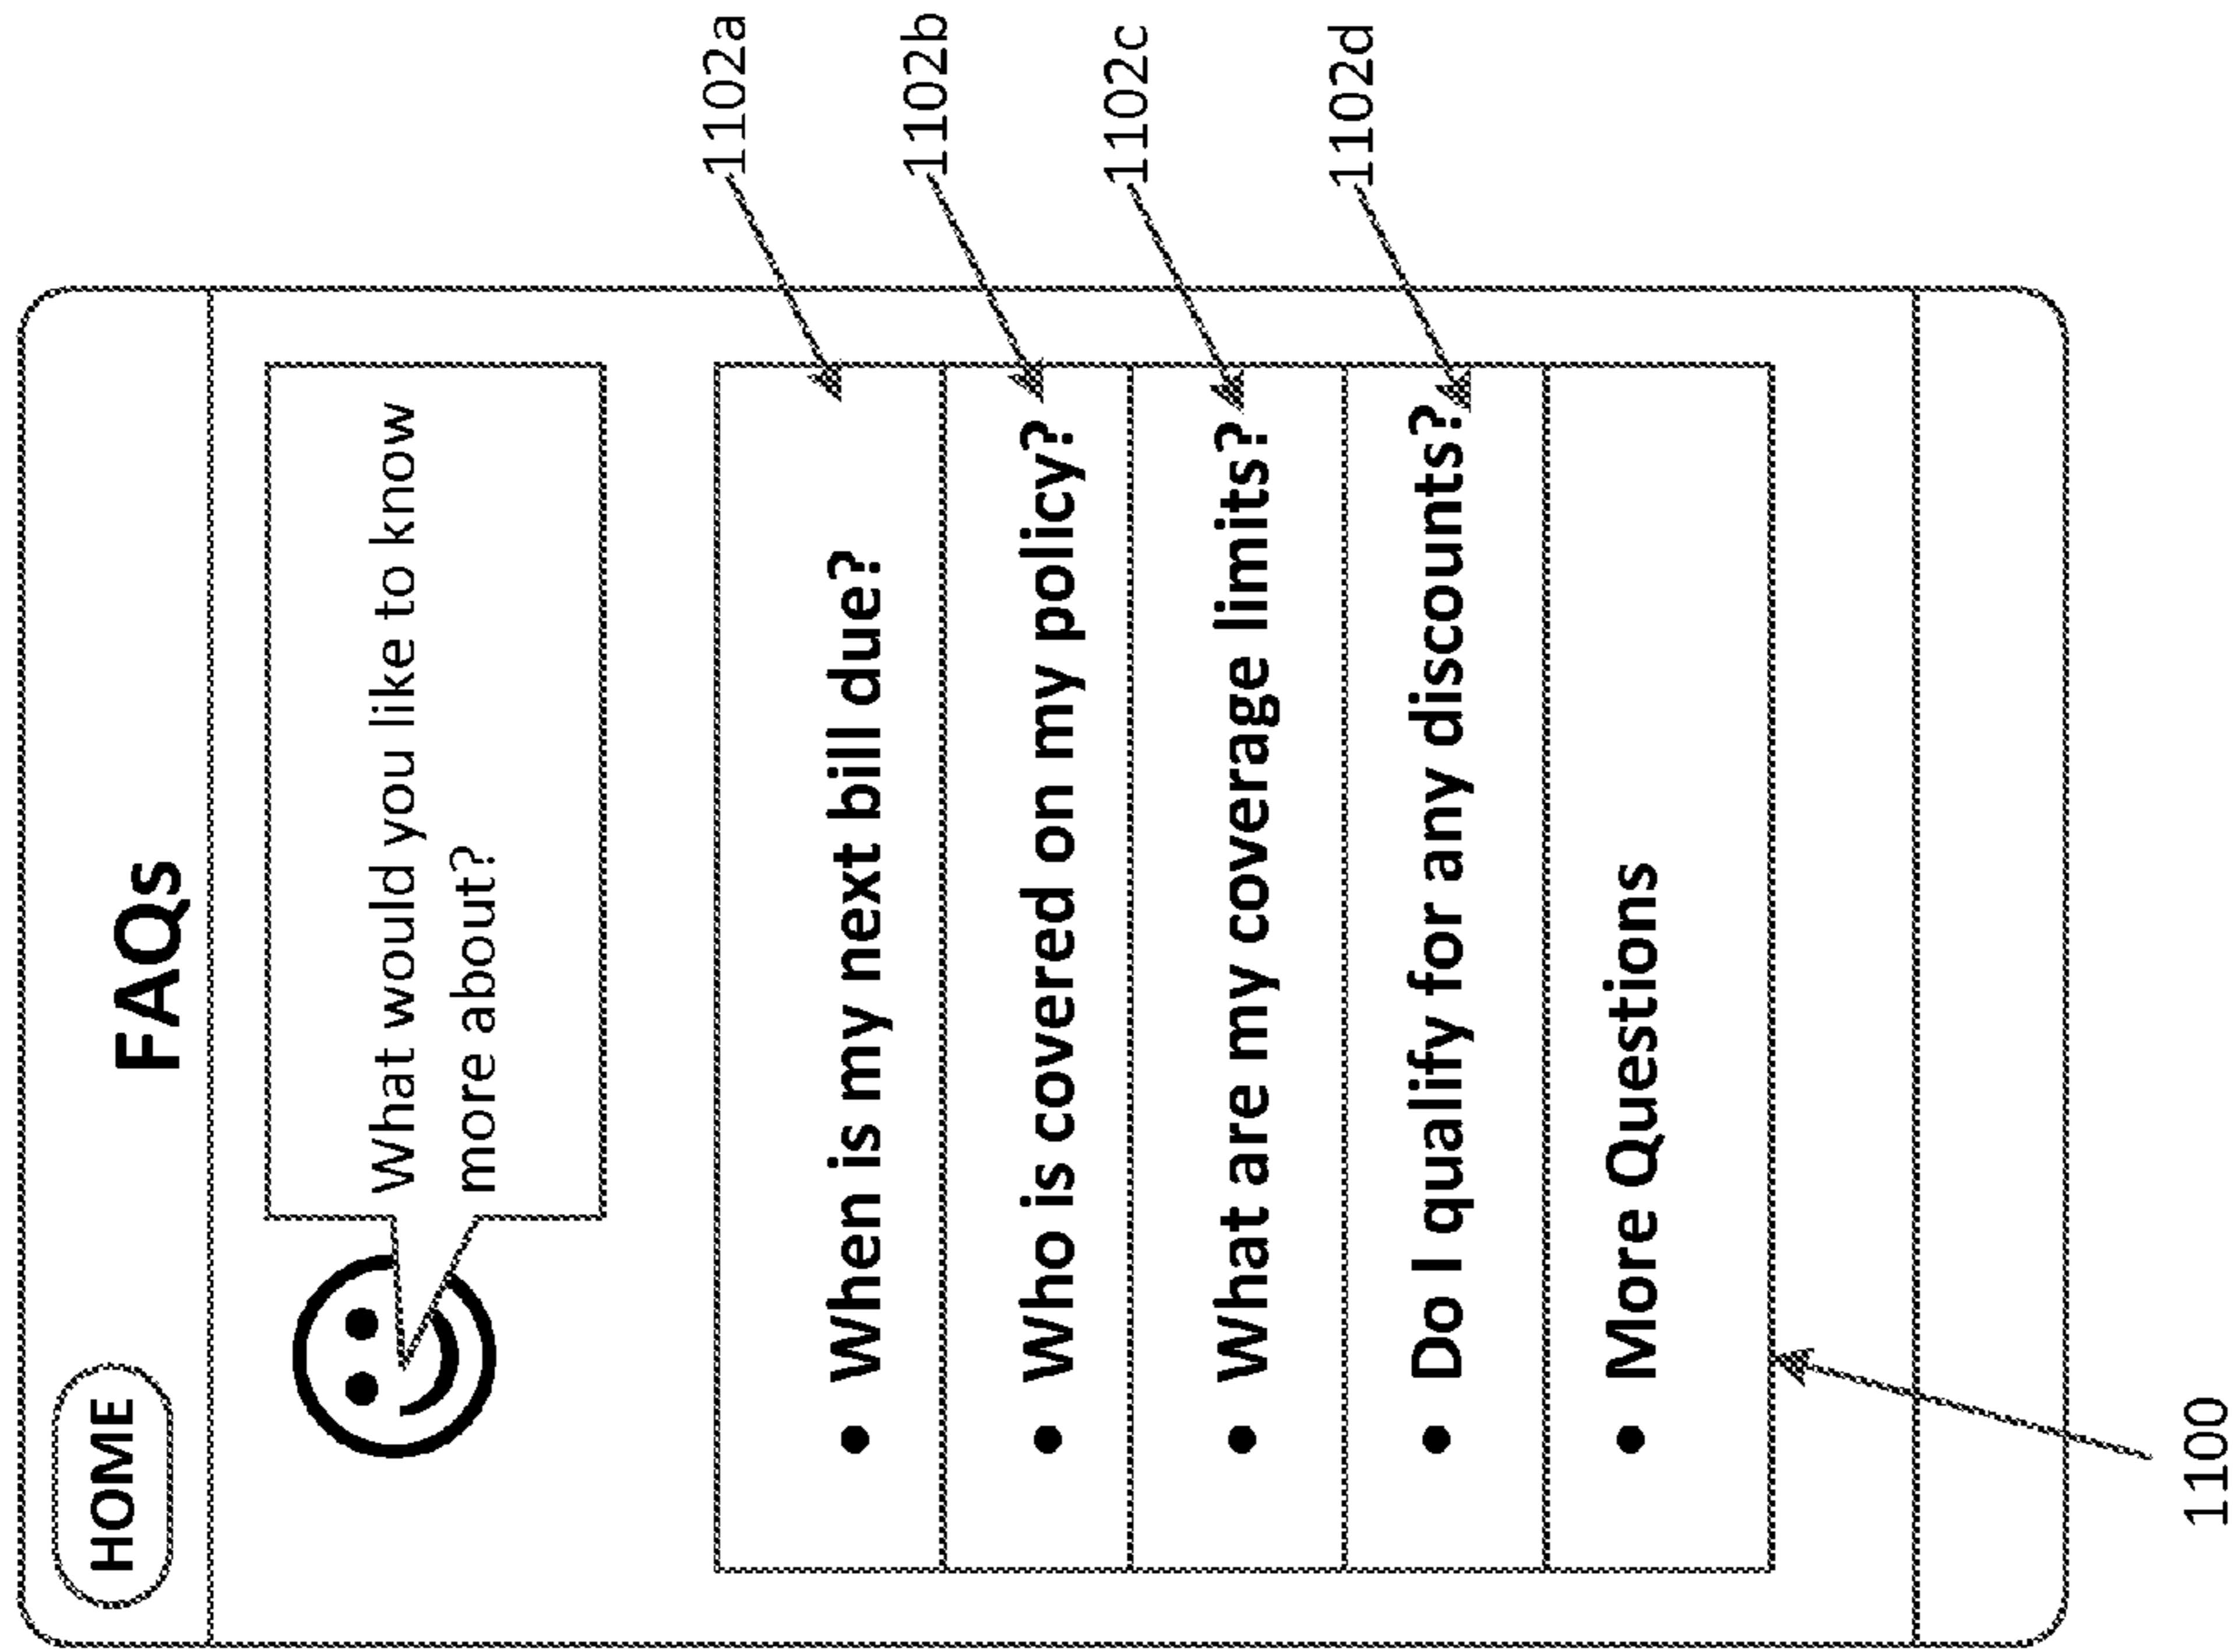 HOME
FAQs
What would you like to know
more about?
• When is my next bill due?
1102a
• Who is covered on my policy?
1102b
• What are my coverage limits?
1102c
• Do I qualify for any discounts?
1102d
• More Questions
1100